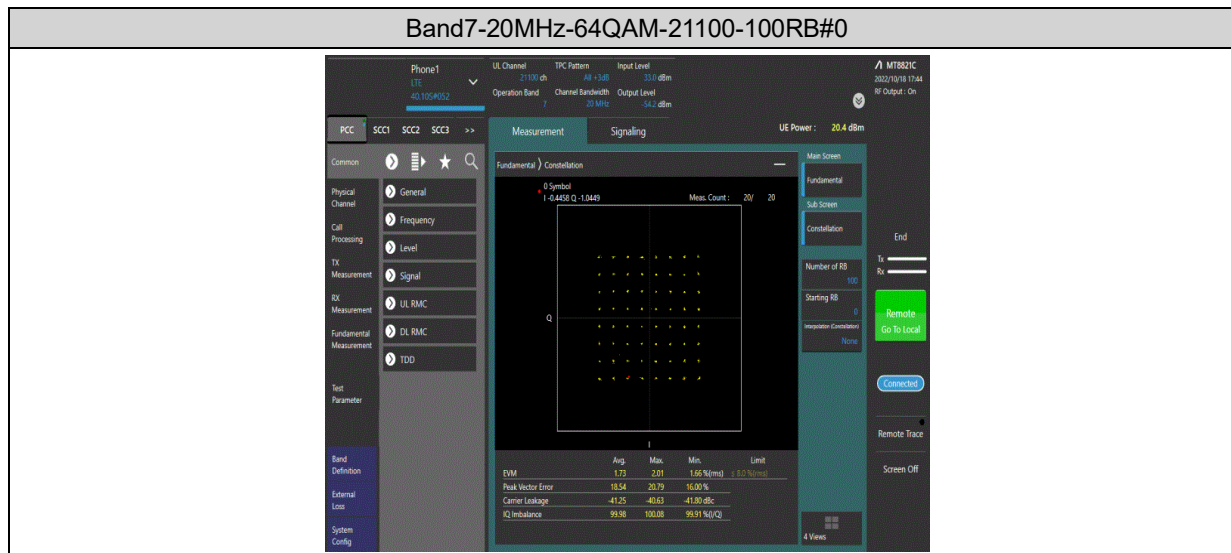 Band7-20MHz-64QAM-21100-100RB#0
Phone1
LTE
40.10S#052
UL Channel
21100 ch
TPC Pattern
All +3dB
Input Level
33.0 dBm
Operation Band
7
Channel Bandwidth
20 MHz
Output Level
-54.2 dBm
MT8821C
2022/10/18 17:44
RF Output : On
PCC SCC1 SCC2 SCC3 >>
Measurement Signaling
UE Power : 20.4 dBm
Common
Physical
Channel
Call
Processing
TX
Measurement
RX
Measurement
Fundamental
Measurement
Test
Parameter
Band
Definition
External
Loss
System
Config
General
Frequency
Level
Signal
UL RMC
DL RMC
TDD
Fundamental Constellation
0 Symbol
I -0.4458 Q -1.0449
Meas. Count : 20/ 20
Q
I
Avg. Max. Min. Limit
EVM 1.73 2.01 1.66 %(rms) ≤ 8.0 %(rms)
Peak Vector Error 18.54 20.79 16.00 %
Carrier Leakage -41.25 -40.63 -41.80 dBc
IQ Imbalance 99.98 100.08 99.91 %(I/Q)
Main Screen
Fundamental
Sub Screen
Constellation
Number of RB
100
Starting RB
0
Interpolation (Constellation)
None
4 Views
End
Tx
Rx
Remote
Go To Local
Connected
Remote Trace
Screen Off